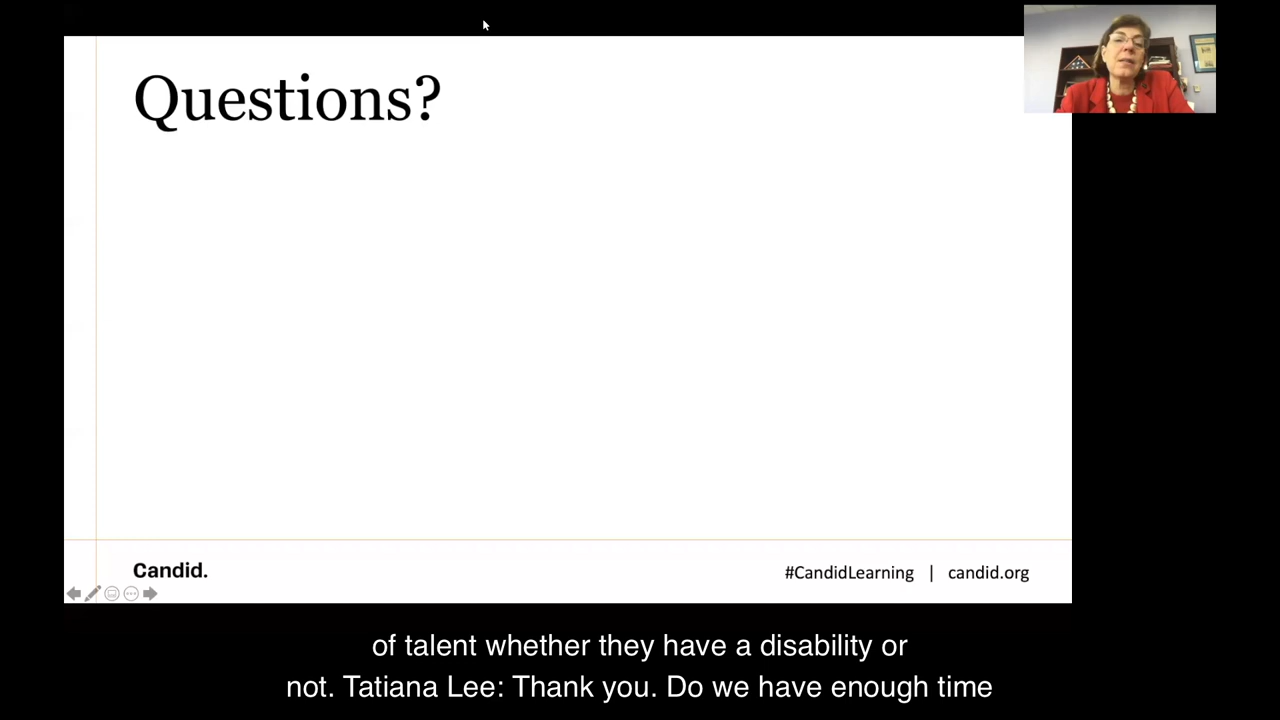 Questions?
Candid.
#CandidLearning | candid.org
of talent whether they have a disability or
not. Tatiana Lee: Thank you. Do we have enough time